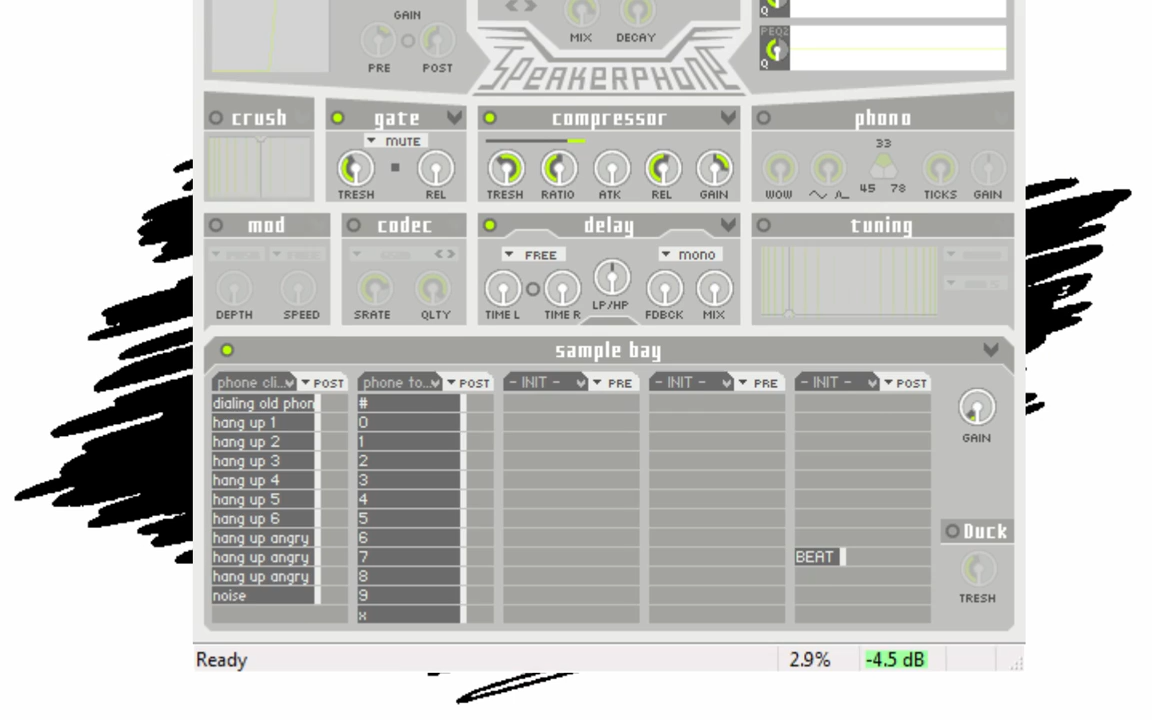 GAIN
PRE POST
MIX DECAY
SPEAKERPHONE
Q
PEQ2
Q
crush gate compressor phono
MUTE
33
45 78
TRESH REL TRESH RATIO ATK REL GAIN WOW TICKS GAIN
mod codec delay tuning
FREE mono
DEPTH SPEED SRATE QLTY TIME L TIME R LP/HP FDBCK MIX
sample bay
phone cli.. POST phone to... POST - INIT - PRE - INIT - PRE - INIT - POST
dialing old phon #
hang up 1 0
hang up 2 1
hang up 3 2
hang up 4 3
hang up 5 4
hang up 6 5
hang up angry 6
hang up angry 7 BEAT
hang up angry 8
noise 9
x
GAIN
Duck
TRESH
Ready 2.9% -4.5 dB